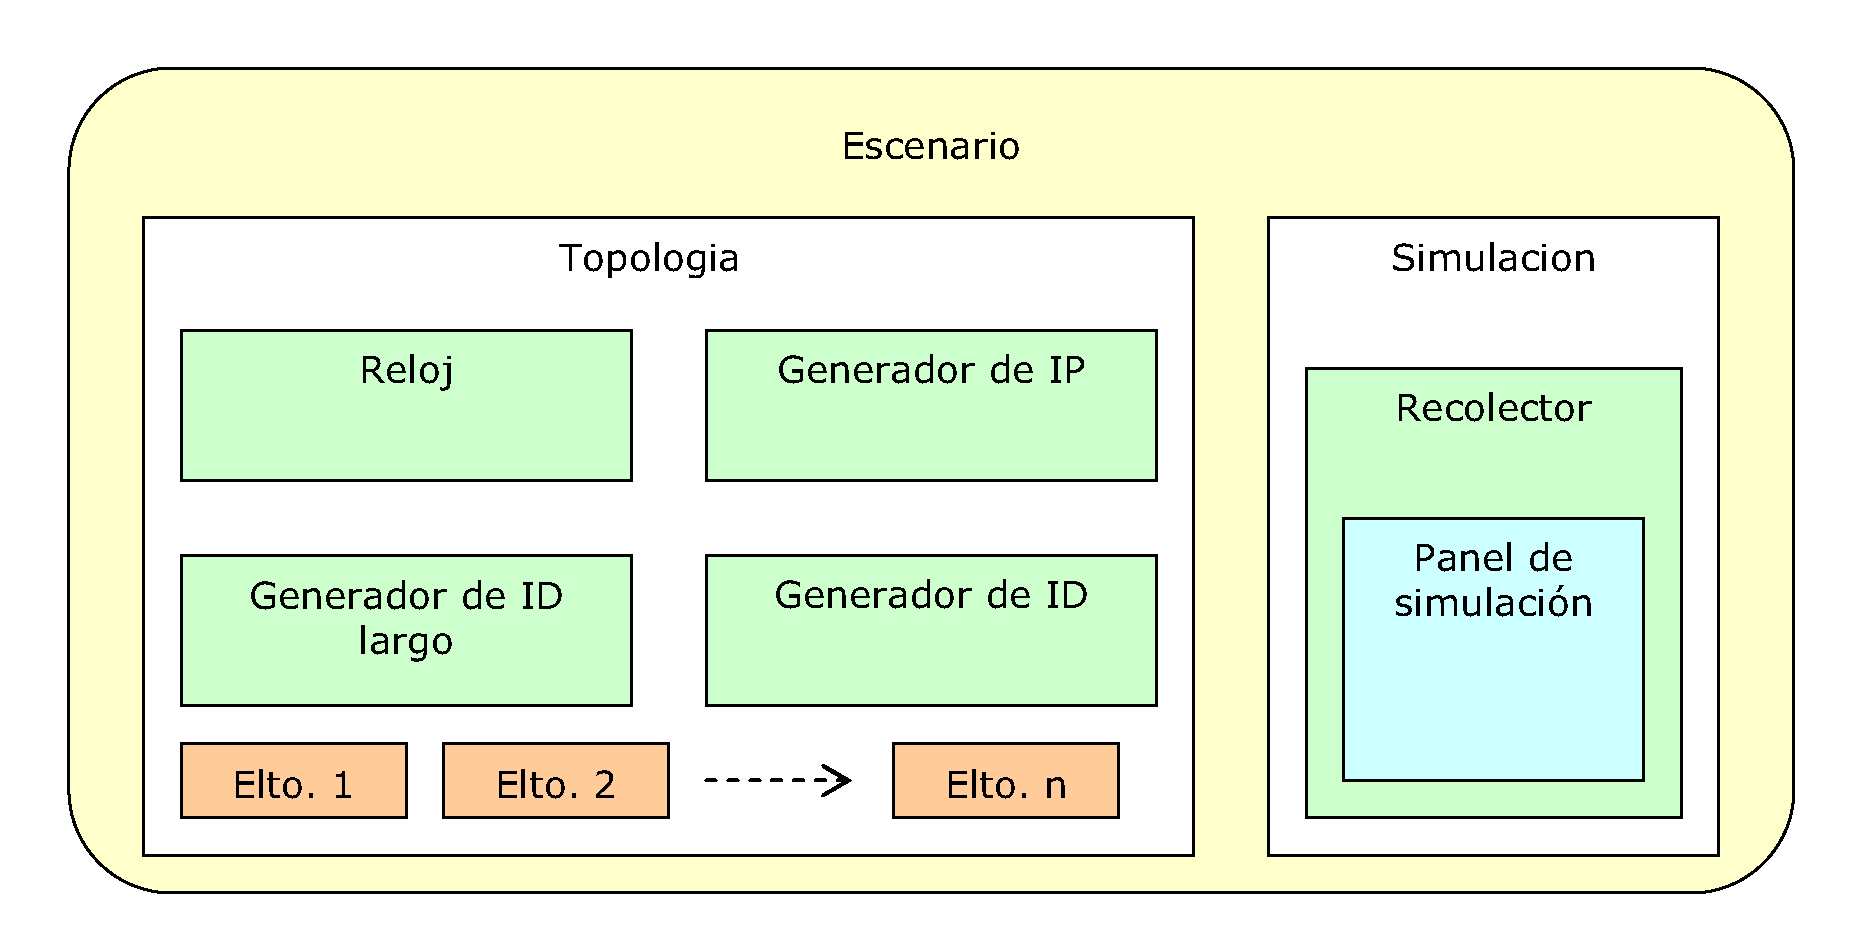 Escenario
Topologia
Reloj
Generador de IP
Generador de ID
largo
Generador de ID
Elto. 1
Elto. 2
Elto. n
Simulacion
Recolector
Panel de
simulación